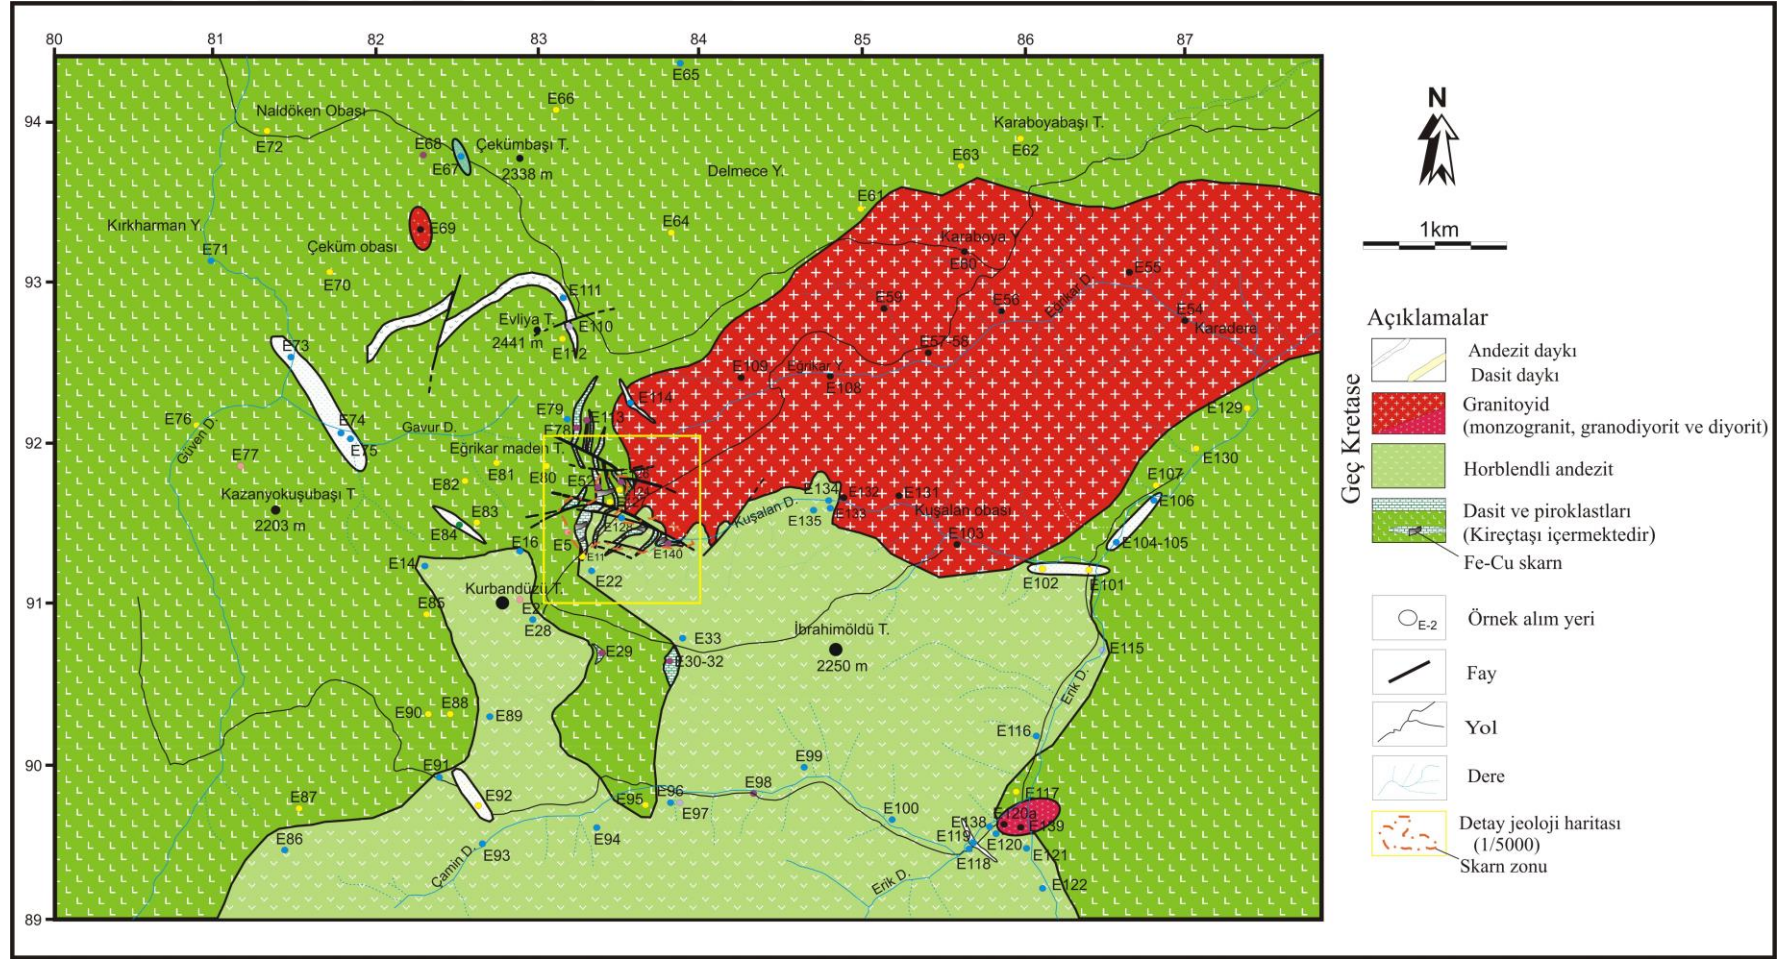 80 81 82 83 84 85 86 87
E65
94
E66
Naldöken Obası
Karaboyabaşı T.
E72
E68
Çekümbaşı T.
E62
E67
E63
2338 m
Delmece Y.
E61
E64
Kırkharman Y.
E69
Çeküm obası
Karaboya Y.
E71
E60
E55
93
E70
E111
E59
E56
Eğrikar D.
E54
Evliya T.
E110
Karadere
2441 m
E112
E57-58
E73
E109
Eğrikar Y.
E108
E114
E79
E113
E129
E76
E74
Gavur D.
E78
92
Güven D.
E75
Eğrikar maden T.
E130
E77
E81
E80
E52
E107
E82
E134
E132
E131
E106
Kazanyokuşubaşı T
E83
Kuşalan D.
E133
Kuşalan obası
2203 m
E135
E84
E128
E103
E16
E5
E140
E104-105
E14
E11
E22
E102
E101
Kurbandüzü T.
91
E85
E27
E28
E33
İbrahimöldü T.
E29
E30-32
2250 m
E115
Erik D.
E90
E88
E89
E116
90
E91
E99
E98
E87
E92
E95
E96
E97
E117
E100
E120a
E138
E139
E86
E94
E119
E120
E93
E118
E121
Çamin D.
Erik D.
E122
89
N
1km
Açıklamalar
Geç Kretase
Andezit daykı
Dasit daykı
Granitoyid
(monzogranit, granodiyorit ve diyorit)
Horblendli andezit
Dasit ve piroklastları
(Kireçtaşı içermektedir)
Fe-Cu skarn
E-2
Örnek alım yeri
Fay
Yol
Dere
Detay jeoloji haritası
(1/5000)
Skarn zonu